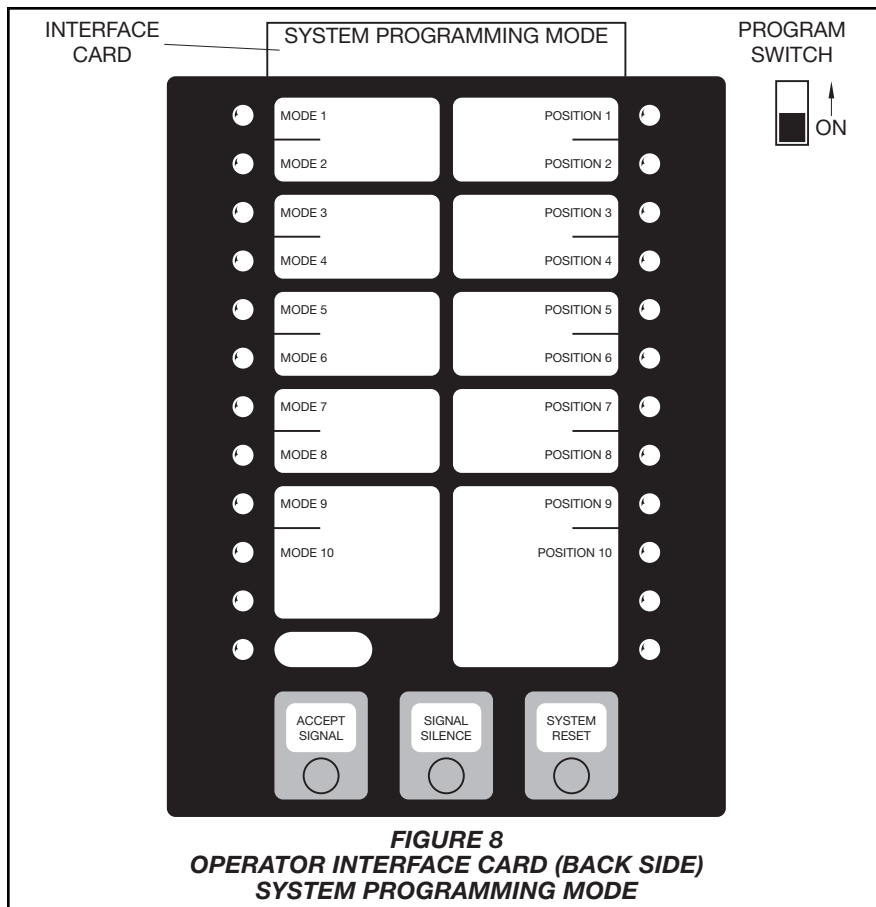 INTERFACE
CARD
SYSTEM PROGRAMMING MODE
PROGRAM
SWITCH
ON
MODE 1
POSITION 1
MODE 2
POSITION 2
MODE 3
POSITION 3
MODE 4
POSITION 4
MODE 5
POSITION 5
MODE 6
POSITION 6
MODE 7
POSITION 7
MODE 8
POSITION 8
MODE 9
POSITION 9
MODE 10
POSITION 10
ACCEPT
SIGNAL
SIGNAL
SILENCE
SYSTEM
RESET
FIGURE 8
OPERATOR INTERFACE CARD (BACK SIDE)
SYSTEM PROGRAMMING MODE